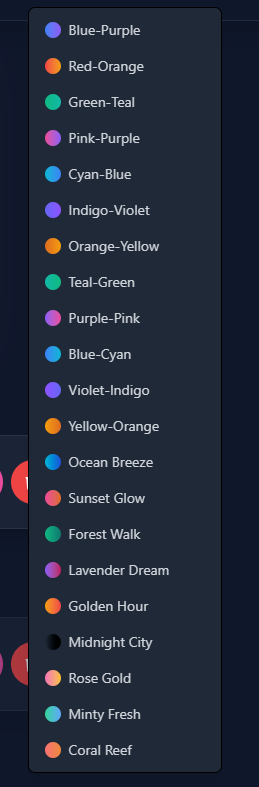 Blue-Purple
Red-Orange
Green-Teal
Pink-Purple
Cyan-Blue
Indigo-Violet
Orange-Yellow
Teal-Green
Purple-Pink
Blue-Cyan
Violet-Indigo
Yellow-Orange
Ocean Breeze
Sunset Glow
Forest Walk
Lavender Dream
Golden Hour
Midnight City
Rose Gold
Minty Fresh
Coral Reef